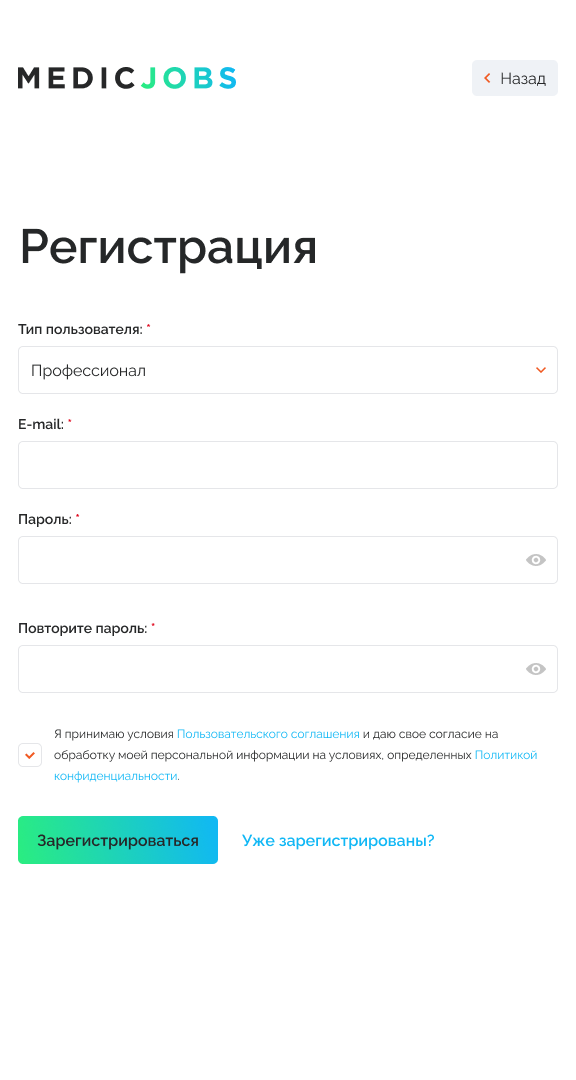 MEDICJOBS
Назад
Регистрация
Тип пользователя: *
Профессионал
E-mail: *
Пароль: *
Повторите пароль: *
Я принимаю условия Пользовательского соглашения и даю свое согласие на
обработку моей персональной информации на условиях, определенных Политикой
конфиденциальности.
Зарегистрироваться
Уже зарегистрированы?